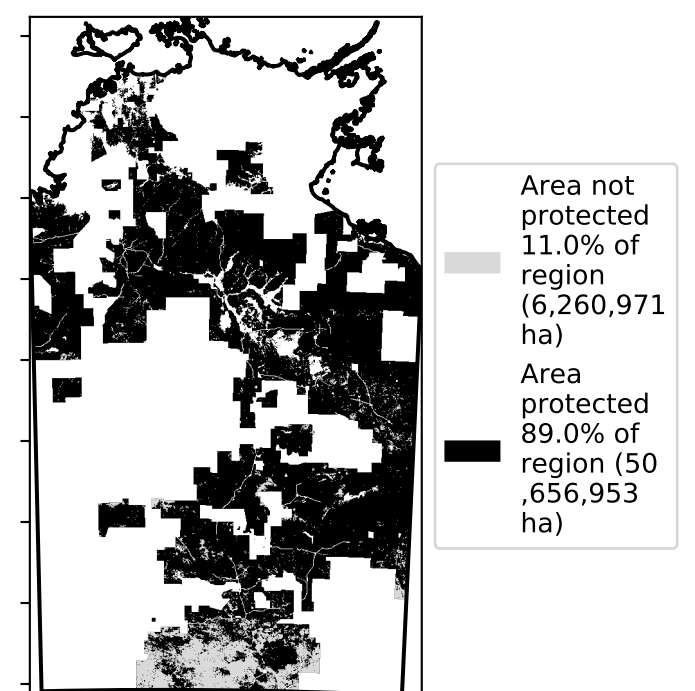 Area not
protected
11.0% of
region
(6,260,971
ha)
Area
protected
89.0% of
region (50
,656,953
ha)